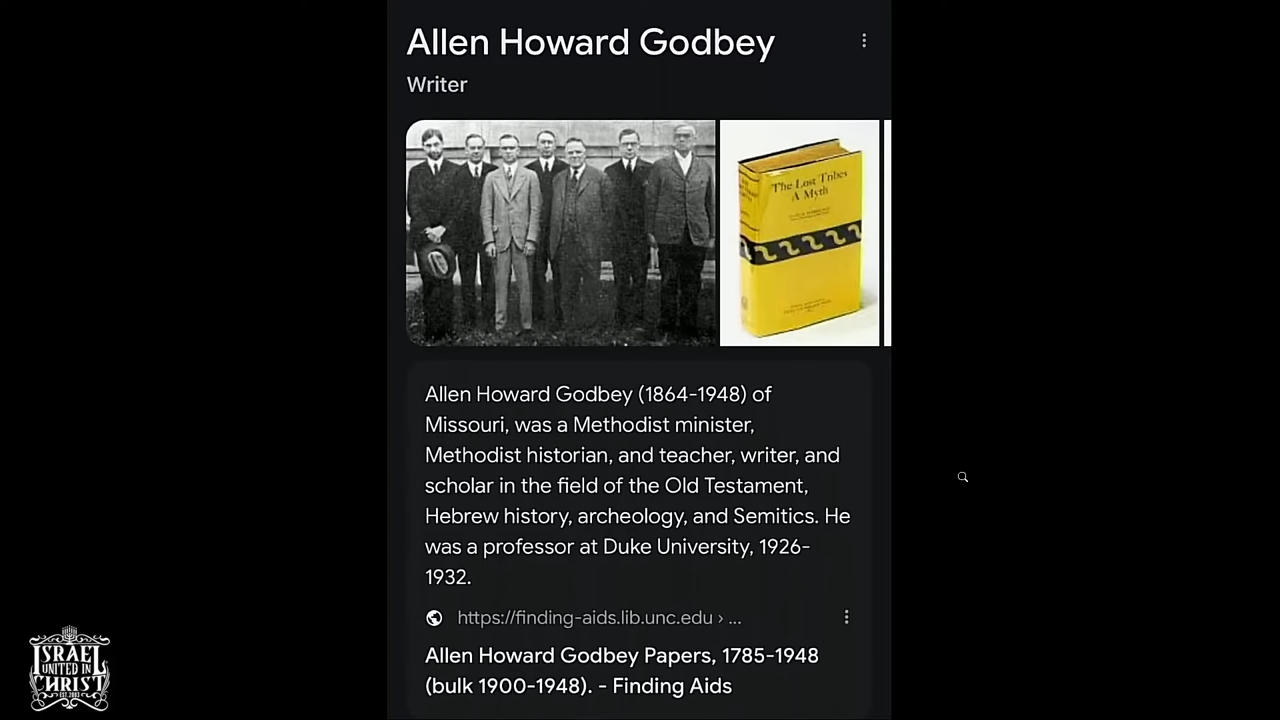 Allen Howard Godbey
Writer
The Lost Tribes
A Myth
Allen Howard Godbey (1864-1948) of
Missouri, was a Methodist minister,
Methodist historian, and teacher, writer, and
scholar in the field of the Old Testament,
Hebrew history, archeology, and Semitics. He
was a professor at Duke University, 1926-
1932.
https://finding-aids.lib.unc.edu › ...
Allen Howard Godbey Papers, 1785-1948
(bulk 1900-1948). - Finding Aids
ISRAEL
UNITED IN
CHRIST
EST. 2003